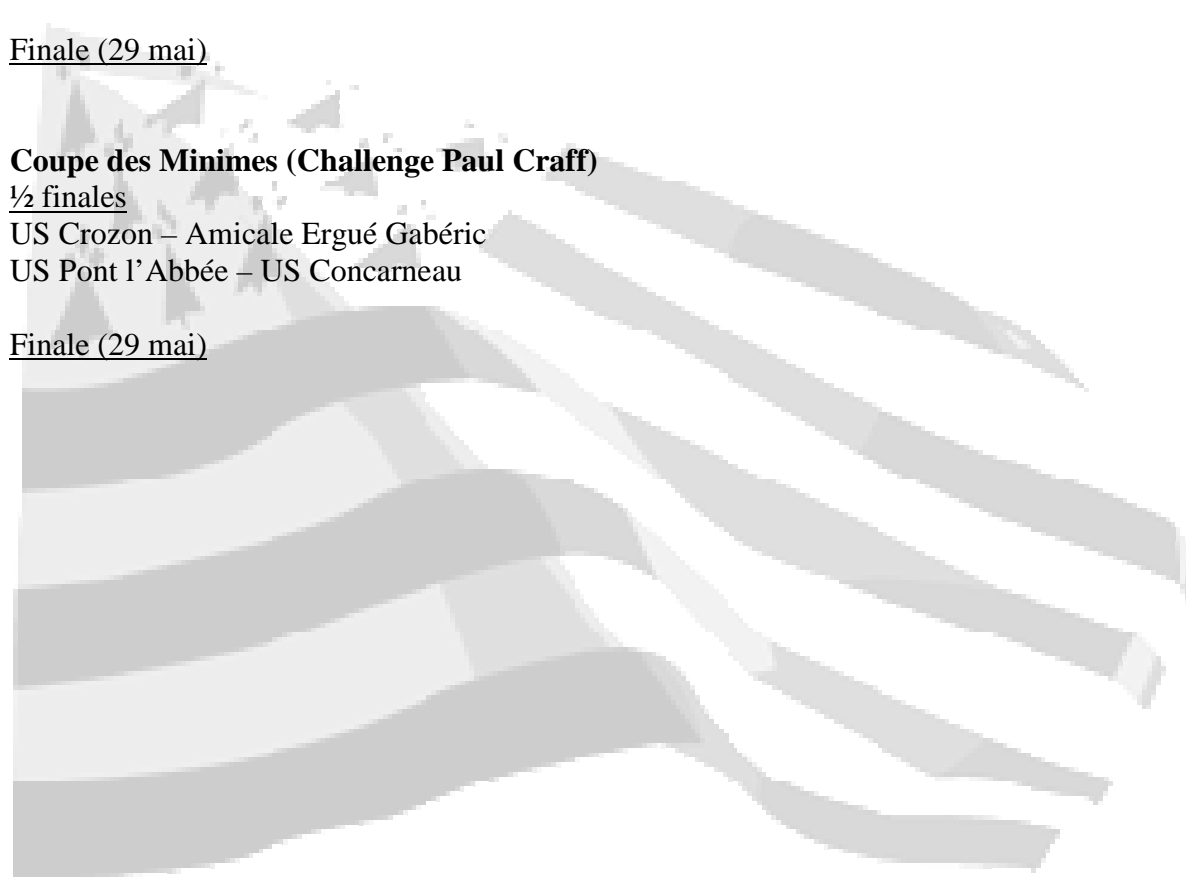 Finale (29 mai)
Coupe des Minimes (Challenge Paul Craff)
½ finales
US Crozon – Amicale Ergué Gabéric
US Pont l’Abbée – US Concarneau
Finale (29 mai)